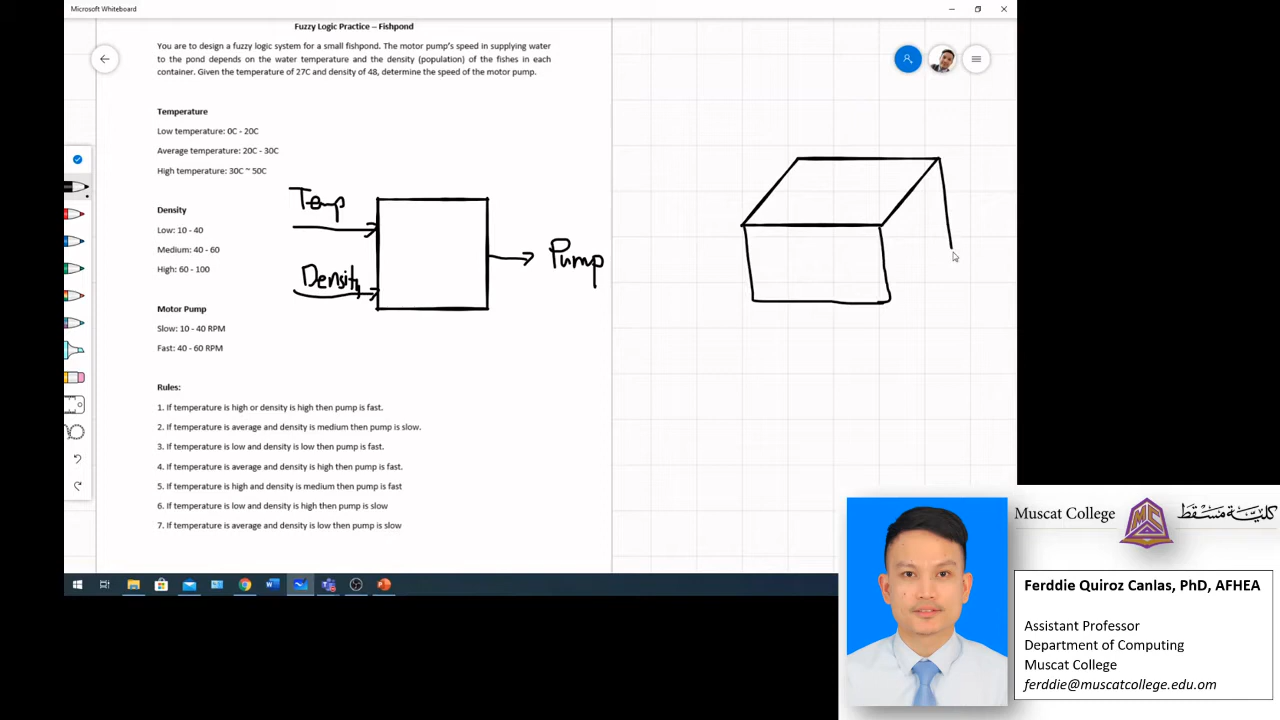 Microsoft Whiteboard
Fuzzy Logic Practice – Fishpond
You are to design a fuzzy logic system for a small fishpond. The motor pump's speed in supplying water
to the pond depends on the water temperature and the density (population) of the fishes in each
container. Given the temperature of 27C and density of 48, determine the speed of the motor pump.
Temperature
Low temperature: 0C - 20C
Average temperature: 20C - 30C
High temperature: 30C ~ 50C
Temp
Density
Low: 10 - 40
Medium: 40 - 60
High: 60 - 100
Density
Pump
Motor Pump
Slow: 10 - 40 RPM
Fast: 40 - 60 RPM
Rules:
1. If temperature is high or density is high then pump is fast.
2. If temperature is average and density is medium then pump is slow.
3. If temperature is low and density is low then pump is fast.
4. If temperature is average and density is high then pump is fast.
5. If temperature is high and density is medium then pump is fast
6. If temperature is low and density is high then pump is slow
7. If temperature is average and density is low then pump is slow
Muscat College
كلية مسقط
Ferddie Quiroz Canlas, PhD, AFHEA
Assistant Professor
Department of Computing
Muscat College
ferddie@muscatcollege.edu.om